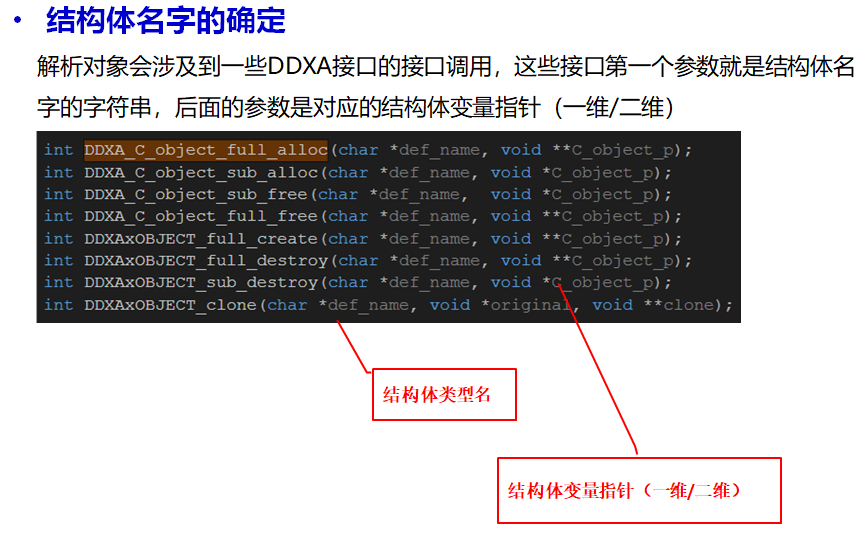 • 结构体名字的确定
解析对象会涉及到一些DDXA接口的接口调用，这些接口第一个参数就是结构体名
字的字符串，后面的参数是对应的结构体变量指针（一维/二维）
int DDXA_C_object_full_alloc(char *def_name, void **C_object_p);
int DDXA_C_object_sub_alloc(char *def_name, void *C_object_p);
int DDXA_C_object_sub_free(char *def_name,  void *C_object_p);
int DDXA_C_object_full_free(char *def_name, void **C_object_p);
int DDXAxOBJECT_full_create(char *def_name, void **C_object_p);
int DDXAxOBJECT_full_destroy(char *def_name, void **C_object_p);
int DDXAxOBJECT_sub_destroy(char *def_name, void *C_object_p);
int DDXAxOBJECT_clone(char *def_name, void *original, void **clone);
结构体类型名
结构体变量指针（一维/二维）